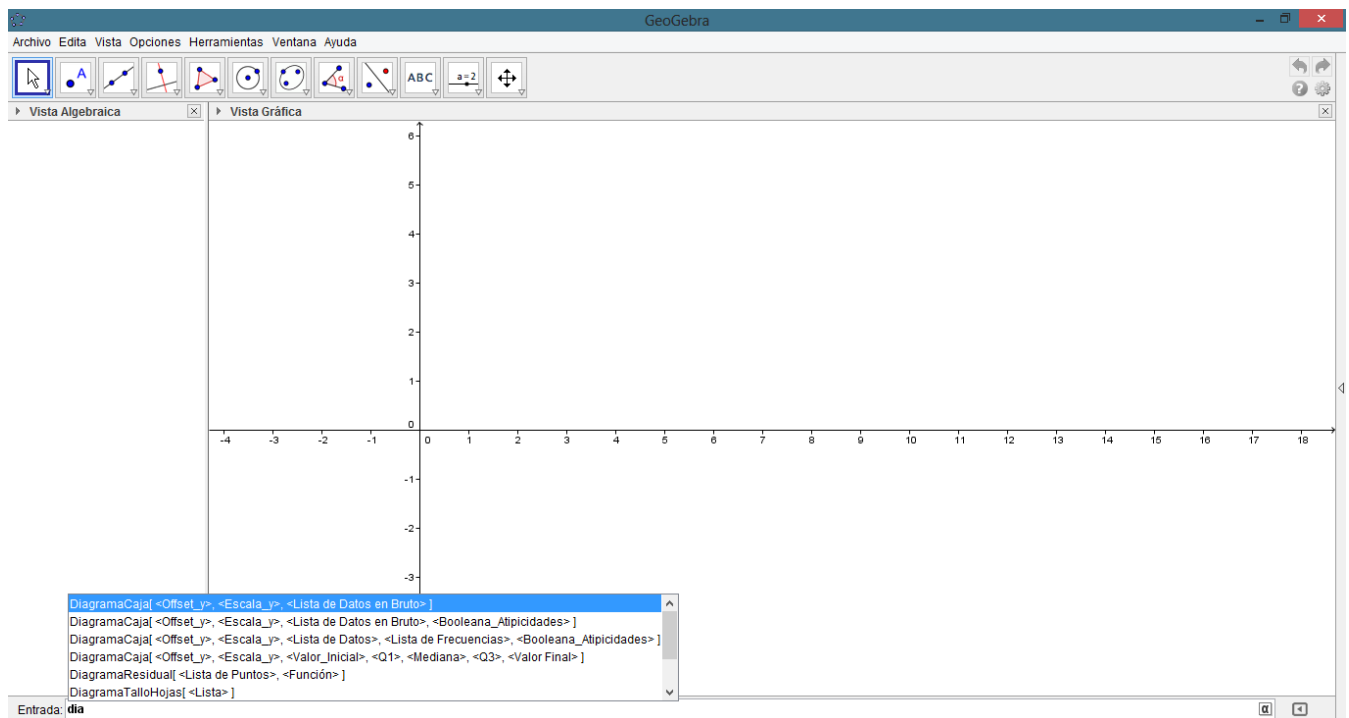 GeoGebra
Archivo Edita Vista Opciones Herramientas Ventana Ayuda
A α ABC a=2
Vista Algebraica
Vista Gráfica
6
5
4
3
2
1
0
-4 -3 -2 -1 0 1 2 3 4 5 6 7 8 9 10 11 12 13 14 15 16 17 18
-1
-2
-3
DiagramaCaja[ <Offset_y>, <Escala_y>, <Lista de Datos en Bruto> ]
DiagramaCaja[ <Offset_y>, <Escala_y>, <Lista de Datos en Bruto>, <Booleana_Atipicidades> ]
DiagramaCaja[ <Offset_y>, <Escala_y>, <Lista de Datos>, <Lista de Frecuencias>, <Booleana_Atipicidades> ]
DiagramaCaja[ <Offset_y>, <Escala_y>, <Valor_Inicial>, <Q1>, <Mediana>, <Q3>, <Valor Final> ]
DiagramaResidual[ <Lista de Puntos>, <Función> ]
DiagramaTalloHojas[ <Lista> ]
Entrada: dia α